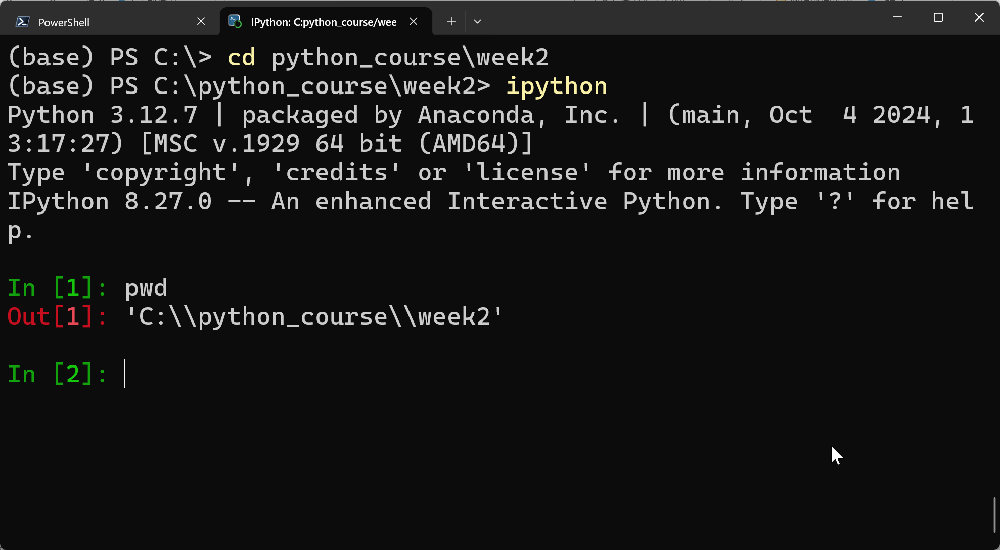 PowerShell
IPython: C:python_course/wee
(base) PS C:\> cd python_course\week2
(base) PS C:\python_course\week2> ipython
Python 3.12.7 | packaged by Anaconda, Inc. | (main, Oct  4 2024, 1
3:17:27) [MSC v.1929 64 bit (AMD64)]
Type 'copyright', 'credits' or 'license' for more information
IPython 8.27.0 -- An enhanced Interactive Python. Type '?' for hel
p.
In [1]: pwd
Out[1]: 'C:\\python_course\\week2'
In [2]: